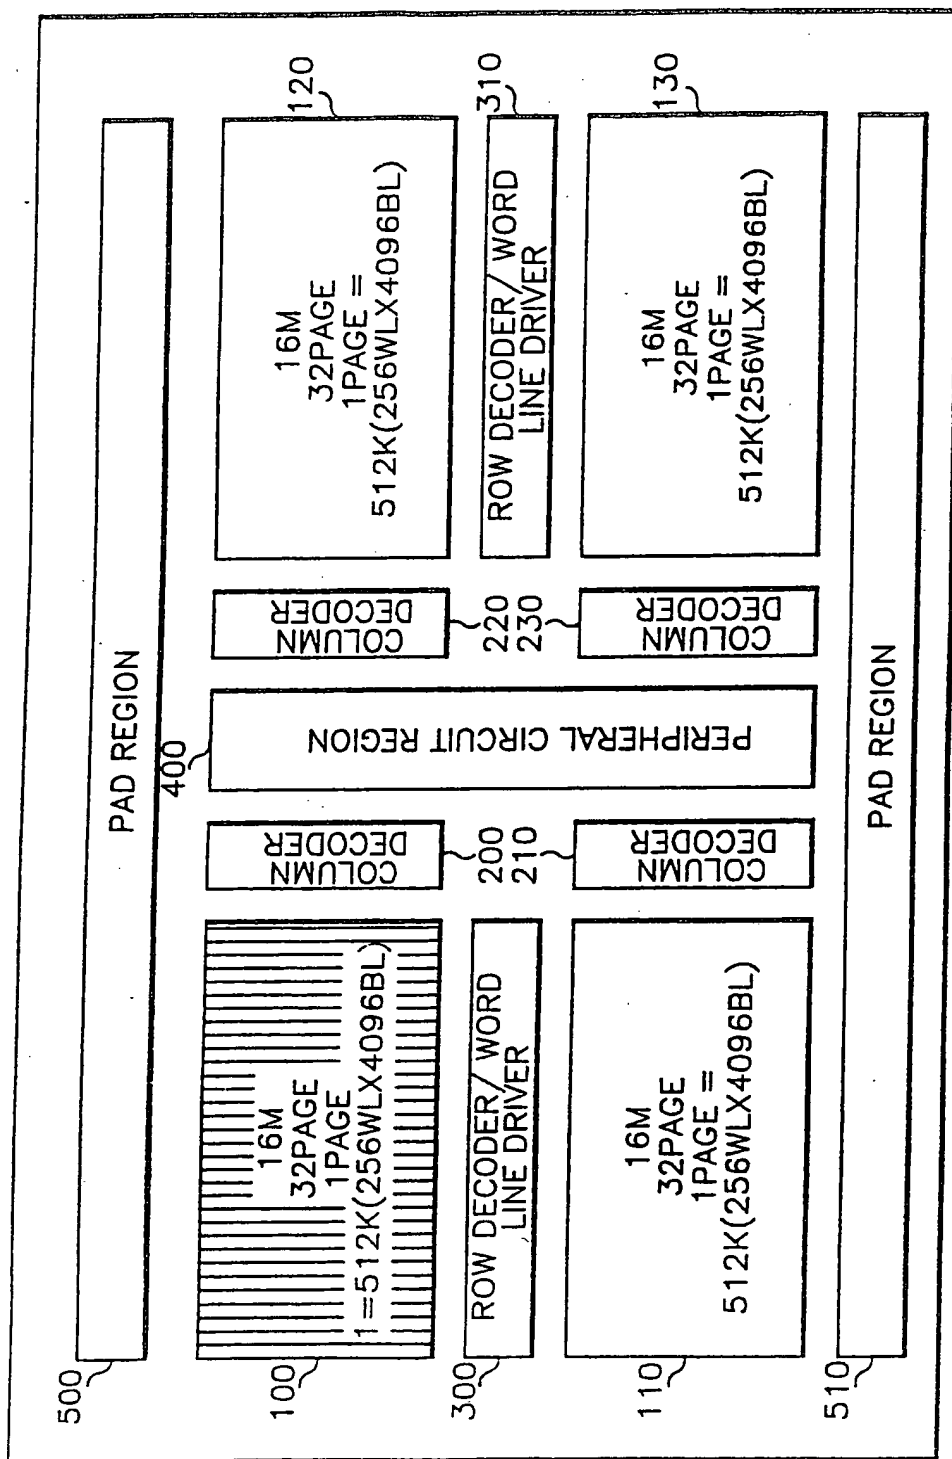 500
PAD REGION
100
16M
32PAGE
1PAGE
1=512K(256WLX4096BL)
COLUMN
DECODER
400
PERIPHERAL CIRCUIT REGION
COLUMN
DECODER
16M
32PAGE
1PAGE =
512K(256WLX4096BL)
120
300
ROW DECODER/WORD
LINE DRIVER
200
210
220
230
ROW DECODER/WORD
LINE DRIVER
310
110
16M
32PAGE
1PAGE =
512K(256WLX4096BL)
COLUMN
DECODER
COLUMN
DECODER
16M
32PAGE
1PAGE =
512K(256WLX4096BL)
130
510
PAD REGION